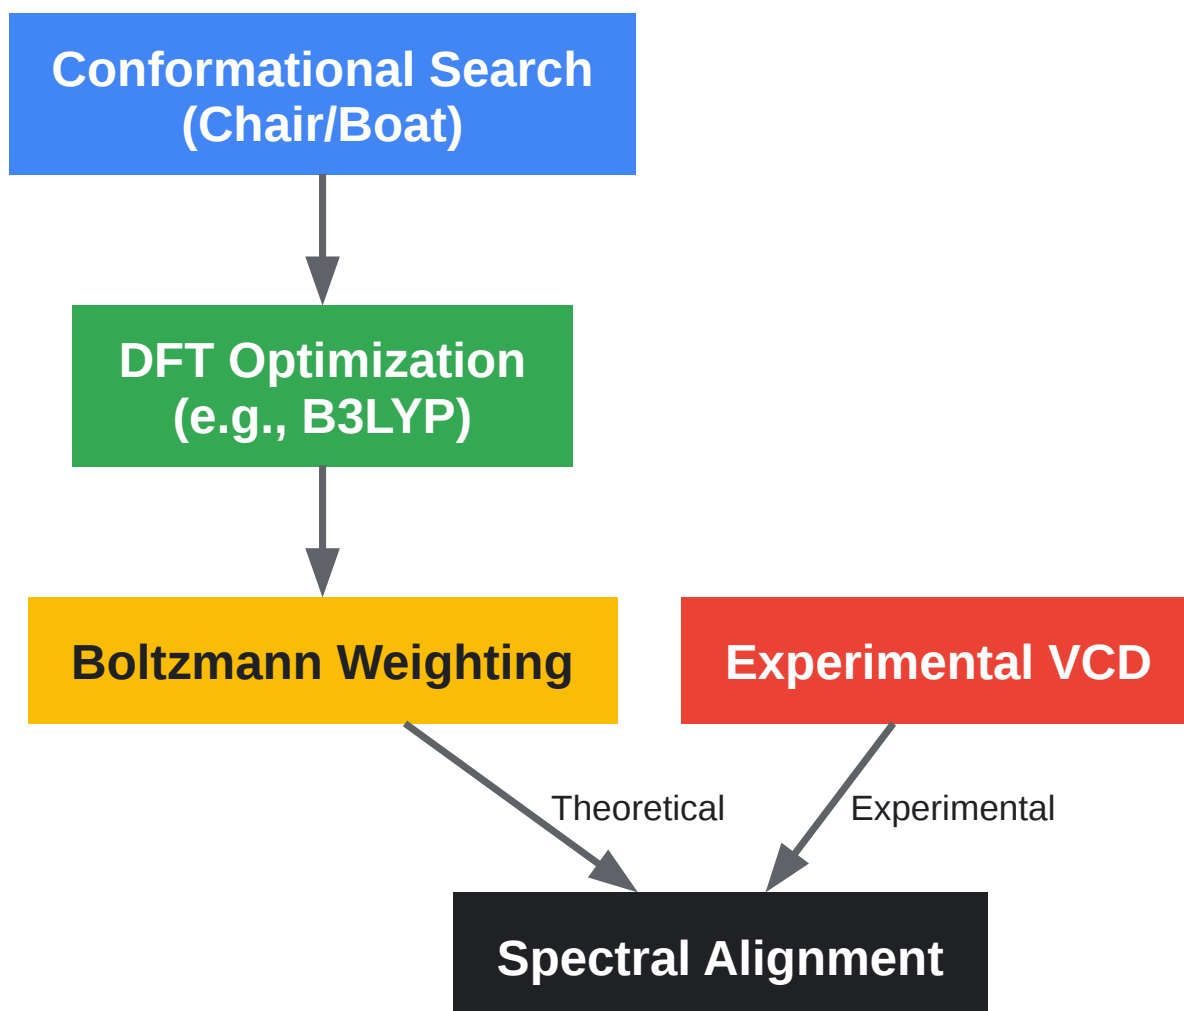 Conformational Search
(Chair/Boat)
DFT Optimization
(e.g., B3LYP)
Boltzmann Weighting
Experimental VCD
Theoretical
Experimental
Spectral Alignment